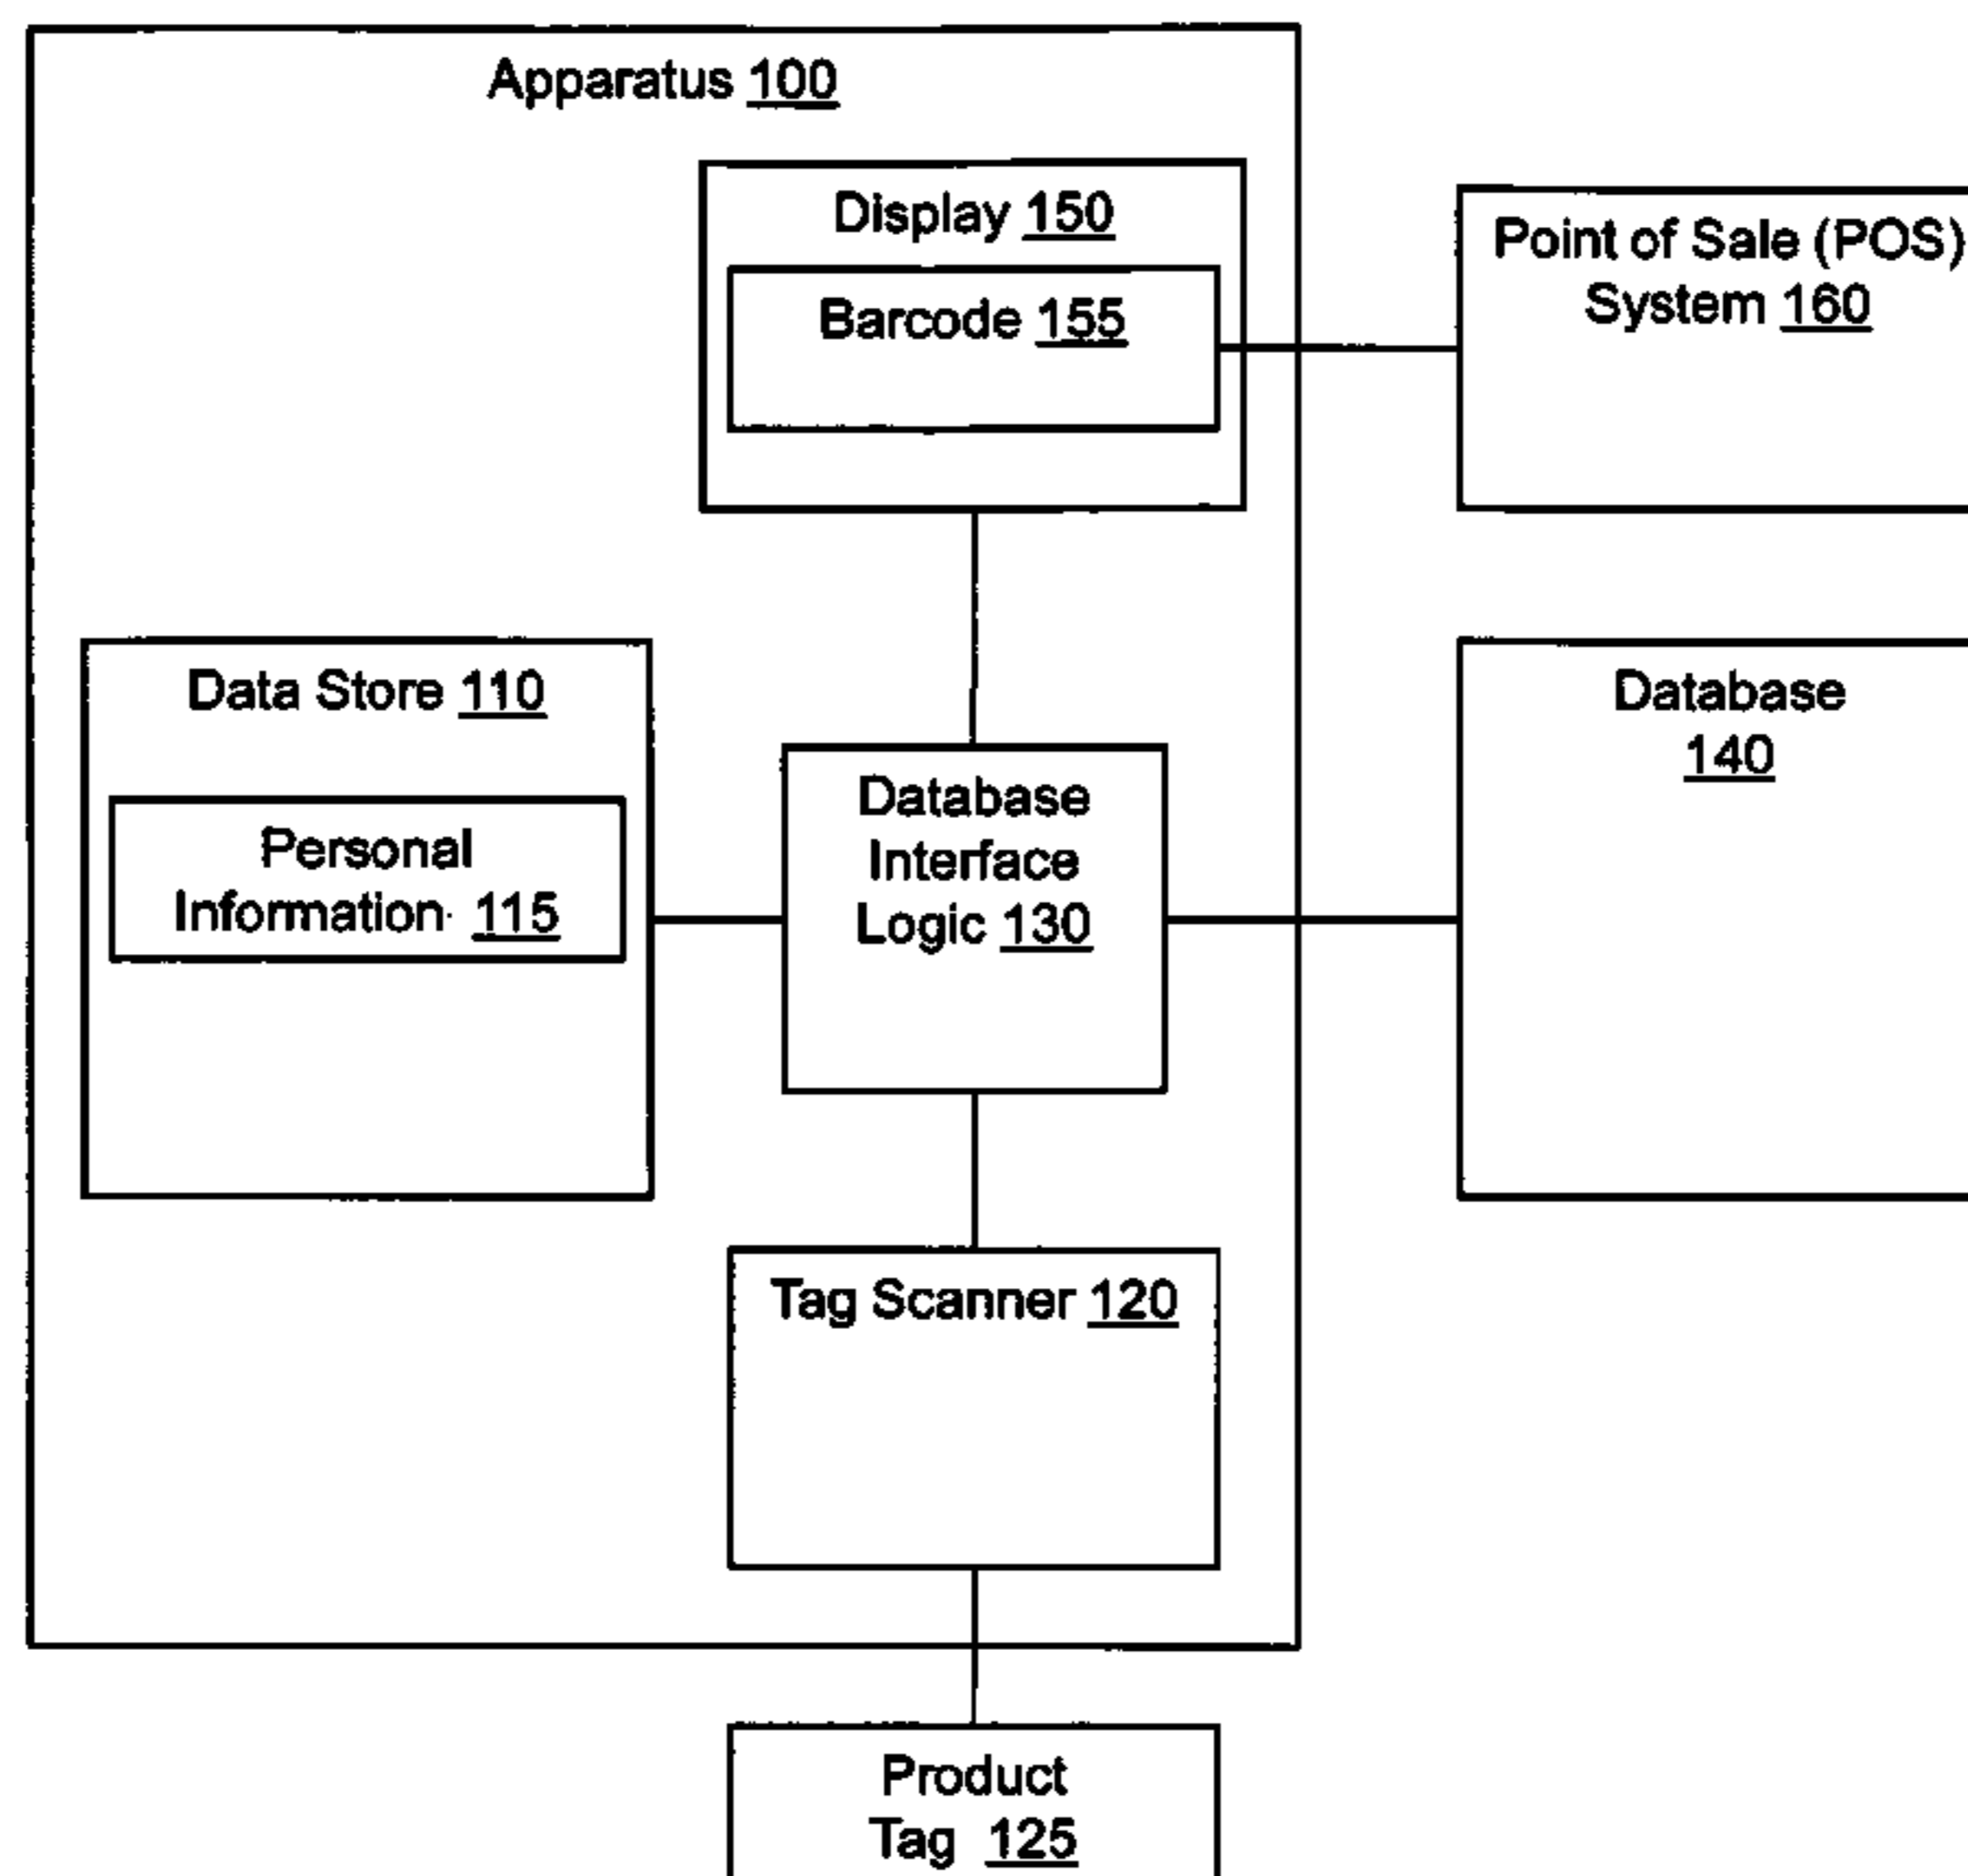 Apparatus 100
Display 150
Barcode 155
Point of Sale (POS)
System 160
Data Store 110
Personal
Information 115
Database
Interface
Logic 130
Database
140
Tag Scanner 120
Product
Tag 125